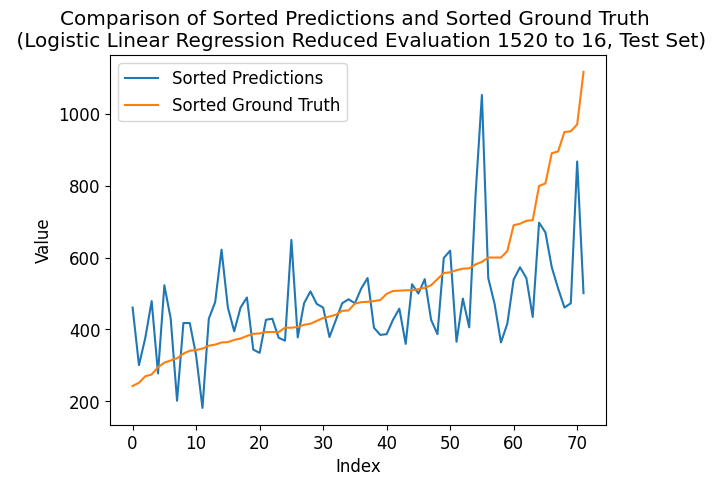 Comparison of Sorted Predictions and Sorted Ground Truth
(Logistic Linear Regression Reduced Evaluation 1520 to 16, Test Set)
Sorted Predictions
Sorted Ground Truth
Value
1000
800
600
400
200
0
10
20
30
40
50
60
70
Index